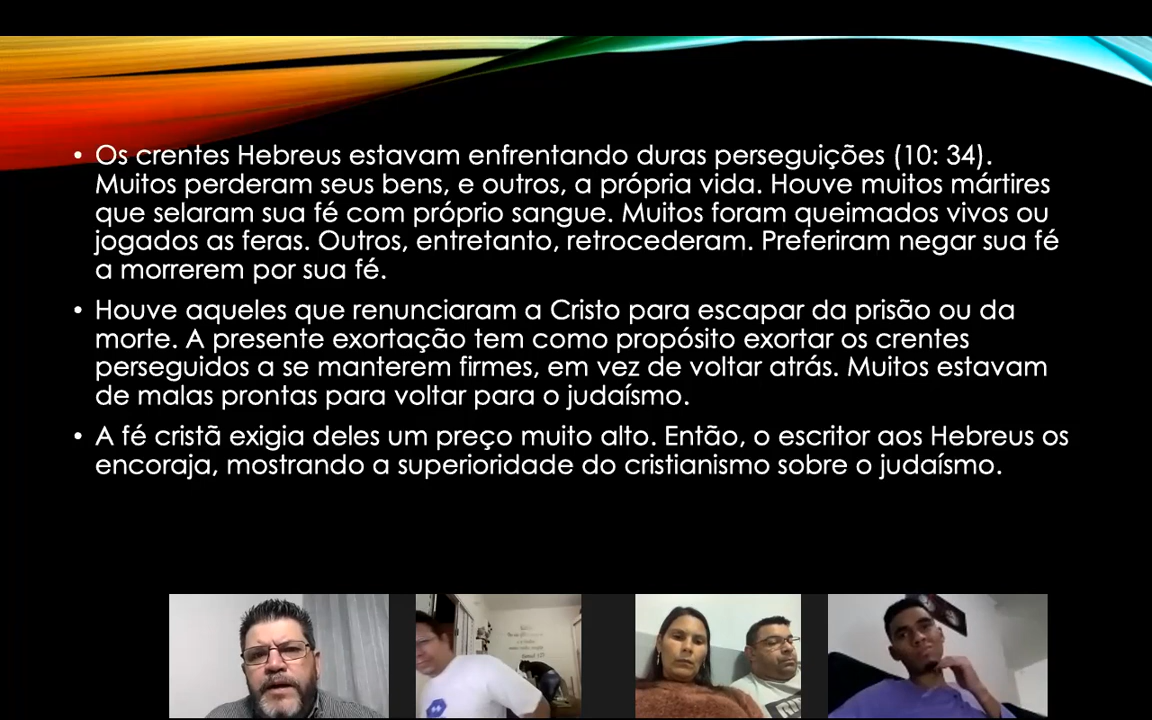 • Os crentes Hebreus estavam enfrentando duras perseguições (10: 34).
Muitos perderam seus bens, e outros, a própria vida. Houve muitos mártires
que selaram sua fé com próprio sangue. Muitos foram queimados vivos ou
jogados as feras. Outros, entretanto, retrocederam. Preferiram negar sua fé
a morrerem por sua fé.
• Houve aqueles que renunciaram a Cristo para escapar da prisão ou da
morte. A presente exortação tem como propósito exortar os crentes
perseguidos a se manterem firmes, em vez de voltar atrás. Muitos estavam
de malas prontas para voltar para o judaísmo.
• A fé cristã exigia deles um preço muito alto. Então, o escritor aos Hebreus os
encoraja, mostrando a superioridade do cristianismo sobre o judaísmo.